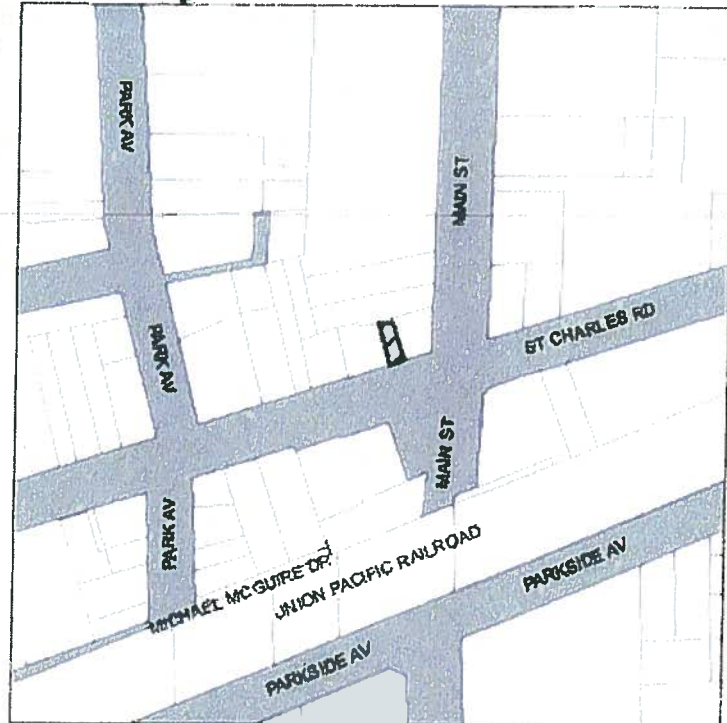 PARK AV
MAIN ST
ST CHARLES RD
PARK AV
MAIN ST
PARK AV
MICHAEL MCGUIRE DR
UNION PACIFIC RAILROAD
PARKSIDE AV
PARKSIDE AV